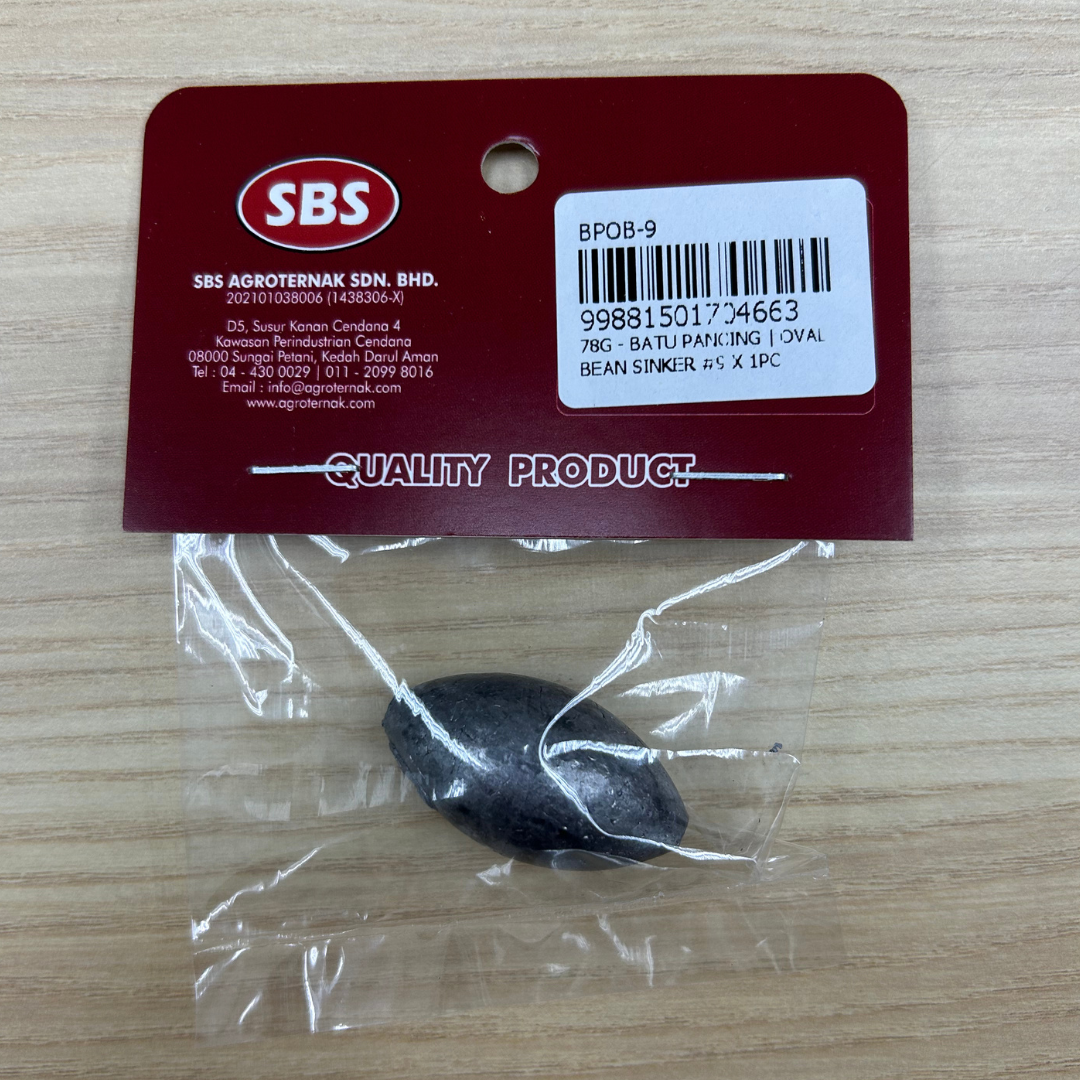 SBS
SBS AGROTERNAK SDN. BHD.
202101038006 (1438306-X)
D5, Susur Kanan Cendana 4
Kawasan Perindustrian Cendana
08000 Sungai Petani, Kedah Darul Aman
Tel : 04 - 430 0029 | 011 - 2099 8016
Email : info@agroternak.com
www.agroternak.com
BPOB-9
99881501704663
78G - BATU PANCING | OVAL
BEAN SINKER #9 X 1PC
QUALITY PRODUCT